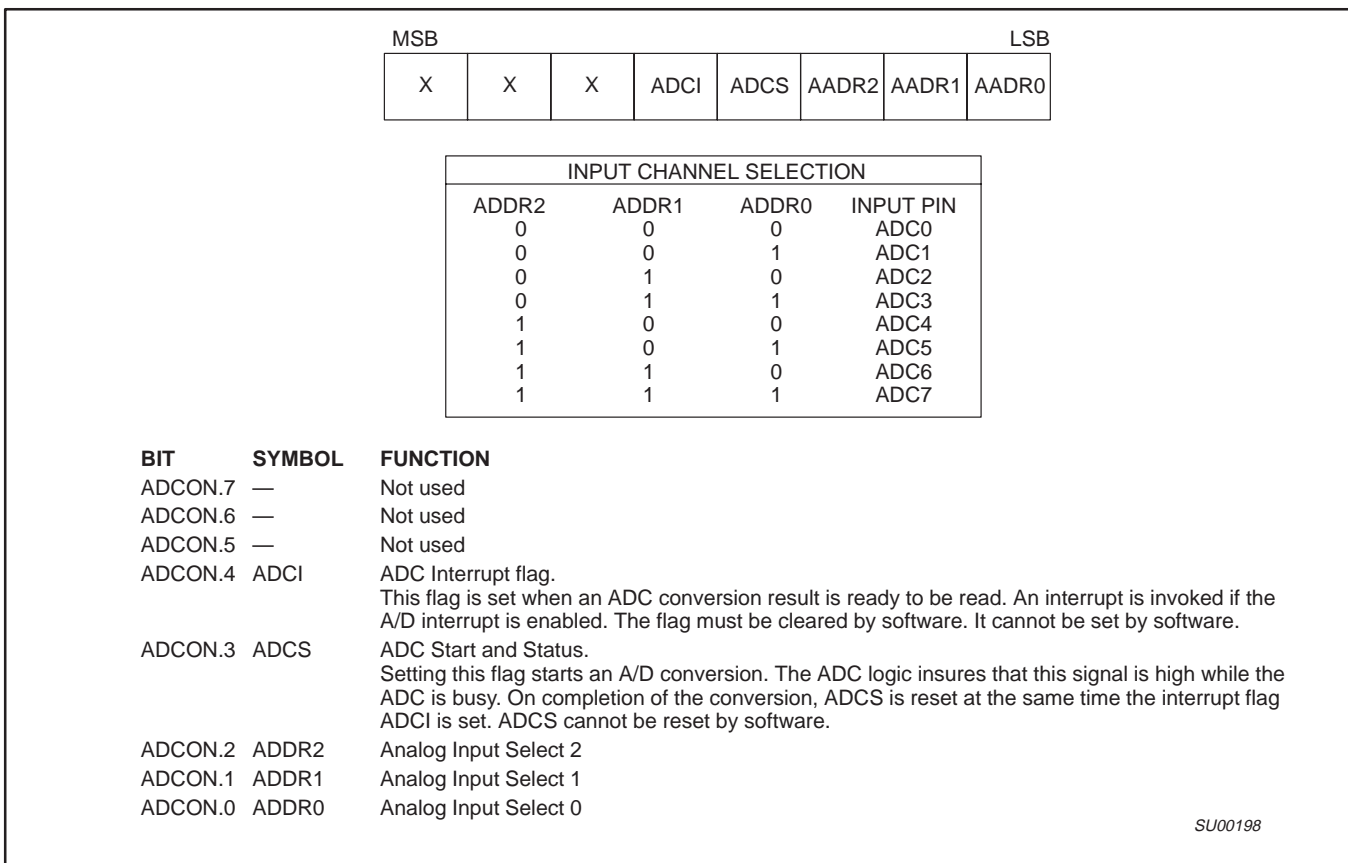 MSB LSB
X X X ADCI ADCS AADR2 AADR1 AADR0
INPUT CHANNEL SELECTION
ADDR2 ADDR1 ADDR0 INPUT PIN
0 0 0 ADC0
0 0 1 ADC1
0 1 0 ADC2
0 1 1 ADC3
1 0 0 ADC4
1 0 1 ADC5
1 1 0 ADC6
1 1 1 ADC7
BIT SYMBOL FUNCTION
ADCON.7 — Not used
ADCON.6 — Not used
ADCON.5 — Not used
ADCON.4 ADCI ADC Interrupt flag.
This flag is set when an ADC conversion result is ready to be read. An interrupt is invoked if the
A/D interrupt is enabled. The flag must be cleared by software. It cannot be set by software.
ADCON.3 ADCS ADC Start and Status.
Setting this flag starts an A/D conversion. The ADC logic insures that this signal is high while the
ADC is busy. On completion of the conversion, ADCS is reset at the same time the interrupt flag
ADCI is set. ADCS cannot be reset by software.
ADCON.2 ADDR2 Analog Input Select 2
ADCON.1 ADDR1 Analog Input Select 1
ADCON.0 ADDR0 Analog Input Select 0
SU00198